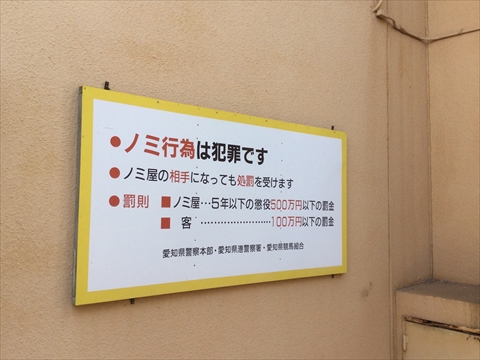 ●ノミ行為は犯罪です
●ノミ屋の相手になっても処罰を受けます
●罰則 ■ノミ屋…5年以下の懲役500万円以下の罰金
■客 ……………………100万円以下の罰金
愛知県警察本部・愛知県港警察署・愛知県競馬組合